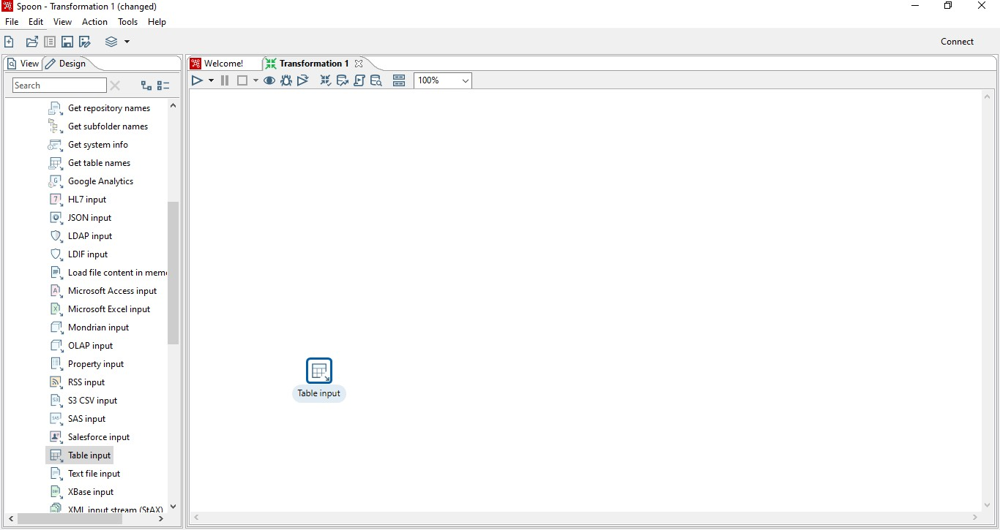 Spoon - Transformation 1 (changed)
File Edit View Action Tools Help
Connect
View Design
Welcome! Transformation 1
Search
100%
Get repository names
Get subfolder names
Get system info
Get table names
Google Analytics
HL7 input
JSON input
LDAP input
LDIF input
Load file content in mem
Microsoft Access input
Microsoft Excel input
Mondrian input
OLAP input
Property input
RSS input
S3 CSV input
SAS input
Salesforce input
Table input
Text file input
XBase input
XML input stream (StAX)
Table input